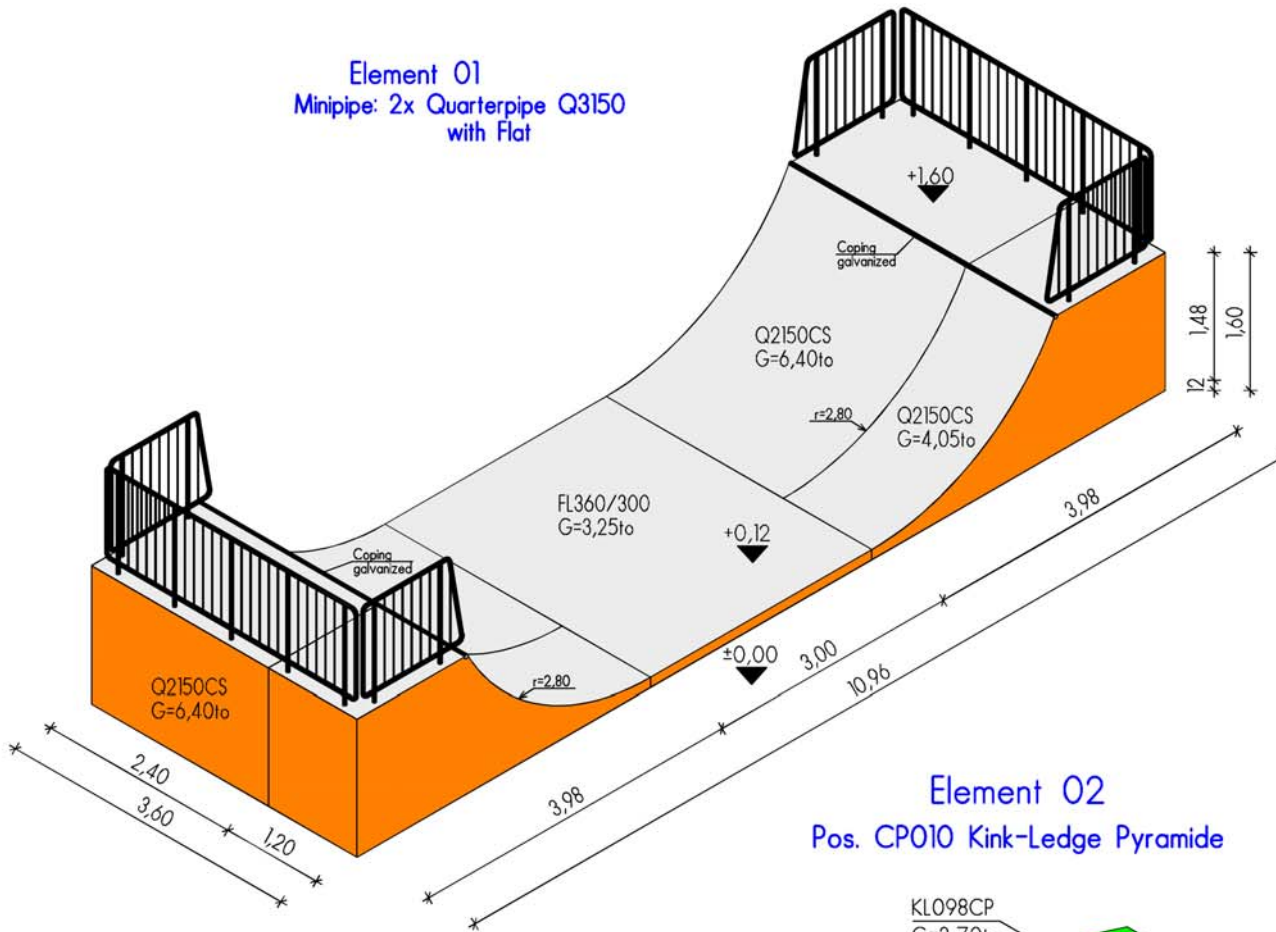 Element 01
Minipipe: 2x Quarterpipe Q3150
with Flat
+1,60
Coping
galvanized
1,48
1,60
12
Q2150CS
G=6,40to
r=2,80
Q2150CS
G=4,05to
FL360/300
G=3,25to
+0,12
3,98
Coping
galvanized
±0,00
3,00
10,96
r=2,80
Q2150CS
G=6,40to
2,40
3,60
1,20
3,98
Element 02
Pos. CP010 Kink-Ledge Pyramide
KL098CP